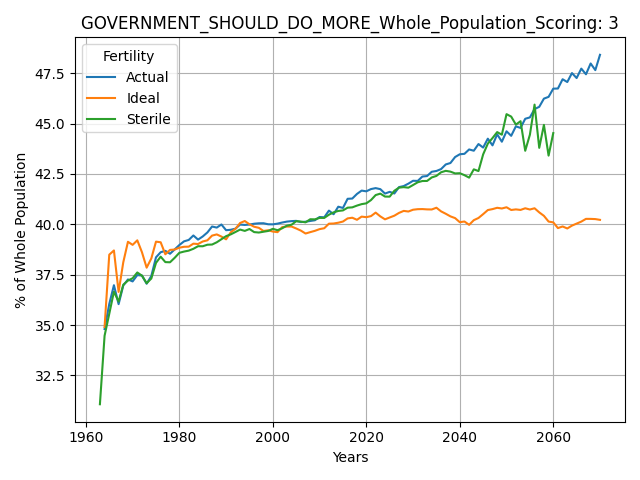 GOVERNMENT_SHOULD_DO_MORE_Whole_Population_Scoring: 3
Fertility
Actual
Ideal
Sterile
% of Whole Population
47.5
45.0
42.5
40.0
37.5
35.0
32.5
1960
1980
2000
2020
2040
2060
Years